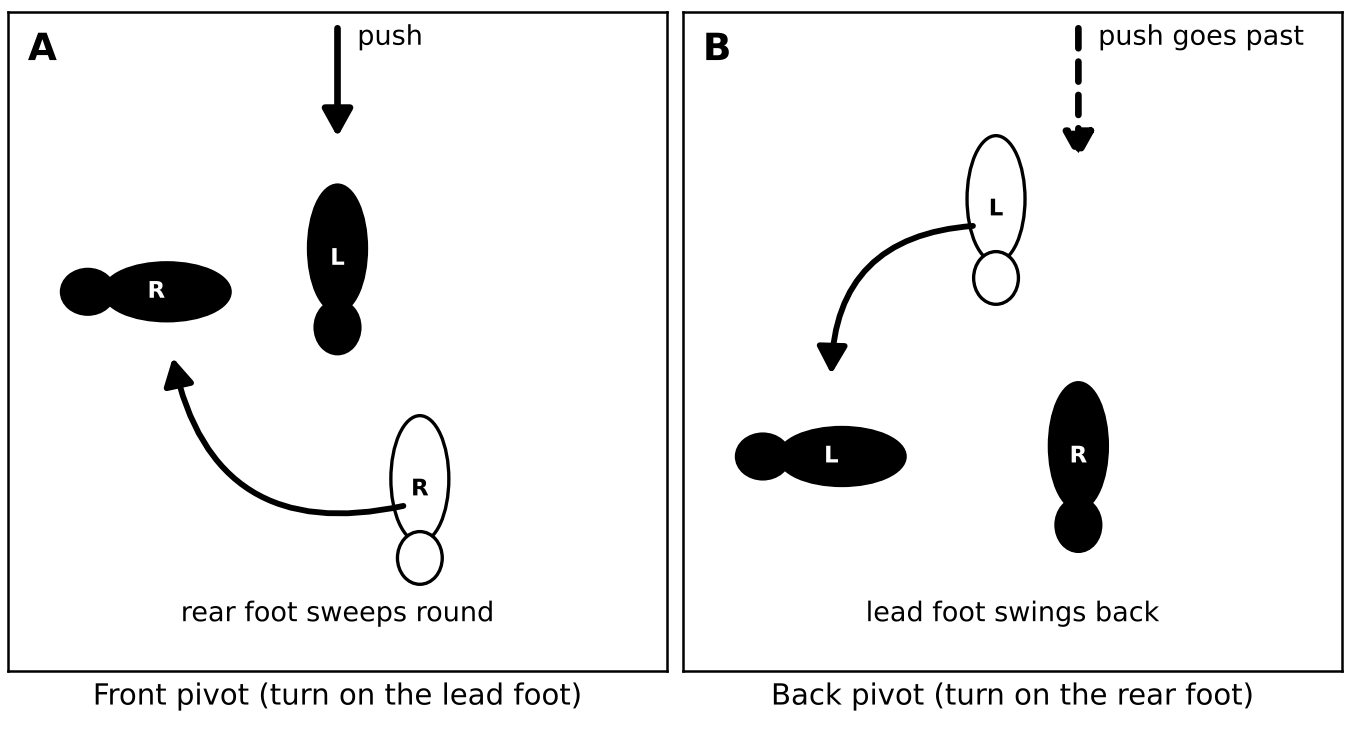 A
push
L
R
R
rear foot sweeps round
Front pivot (turn on the lead foot)
B
push goes past
L
L
R
lead foot swings back
Back pivot (turn on the rear foot)